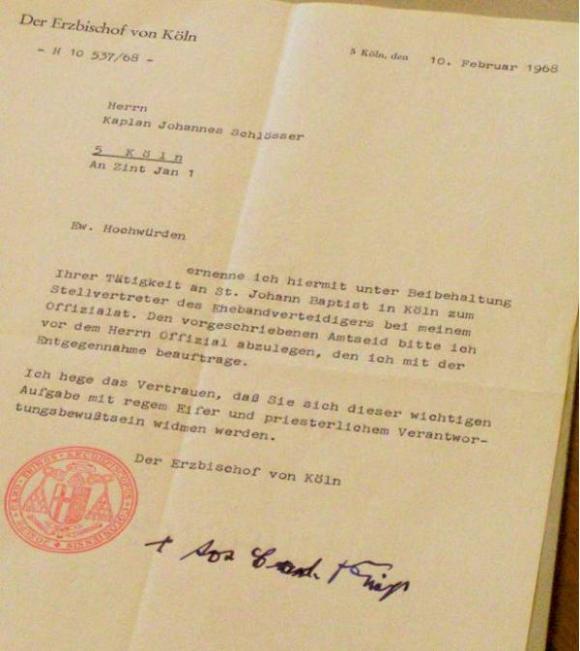 Der Erzbischof von Köln
- N 10 537/68 -
5 Köln, den 10. Februar 1968
Herrn
Kaplan Johannes Schlösser
5 Köln
An Zint Jan 1
Ew. Hochwürden
ernenne ich hiermit unter Beibehaltung
Ihrer Tätigkeit an St. Johann Baptist in Köln zum
Stellvertreter des Ehebandverteidigers bei meinem
Offizialat. Den vorgeschriebenen Amtseid bitte ich
vor dem Herrn Offizial abzulegen, den ich mit der
Entgegennahme beauftrage.
Ich hege das Vertrauen, daß Sie sich dieser wichtigen
Aufgabe mit regem Eifer und priesterlichem Verantwor-
tungsbewußtsein widmen werden.
Der Erzbischof von Köln
+ Jos Card. Frings